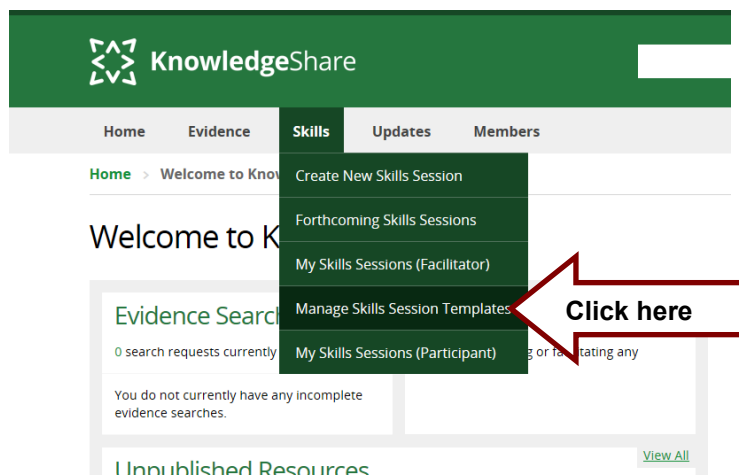 KnowledgeShare
Home Evidence Skills Updates Members
Home > Welcome to Know
Create New Skills Session
Forthcoming Skills Sessions
My Skills Sessions (Facilitator)
Manage Skills Session Templates
My Skills Sessions (Participant)
Click here
Welcome to K
Evidence Search
0 search requests currently
or facilitating any
You do not currently have any incomplete
evidence searches.
View All
Unpublished Resources